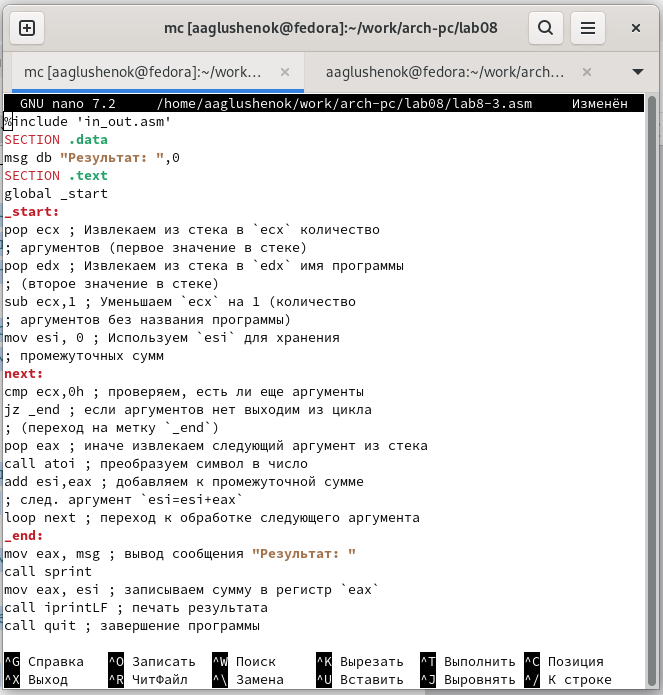 mc [aaglushenok@fedora]:~/work/arch-pc/lab08
mc [aaglushenok@fedora]:~/work… × aaglushenok@fedora:~/work/arch… ×
GNU nano 7.2 /home/aaglushenok/work/arch-pc/lab08/lab8-3.asm Изменён
%include 'in_out.asm'
SECTION .data
msg db "Результат: ",0
SECTION .text
global _start
_start:
pop ecx ; Извлекаем из стека в `ecx` количество
; аргументов (первое значение в стеке)
pop edx ; Извлекаем из стека в `edx` имя программы
; (второе значение в стеке)
sub ecx,1 ; Уменьшаем `ecx` на 1 (количество
; аргументов без названия программы)
mov esi, 0 ; Используем `esi` для хранения
; промежуточных сумм
next:
cmp ecx,0h ; проверяем, есть ли еще аргументы
jz _end ; если аргументов нет выходим из цикла
; (переход на метку `_end`)
pop eax ; иначе извлекаем следующий аргумент из стека
call atoi ; преобразуем символ в число
add esi,eax ; добавляем к промежуточной сумме
; след. аргумент `esi=esi+eax`
loop next ; переход к обработке следующего аргумента
_end:
mov eax, msg ; вывод сообщения "Результат: "
call sprint
mov eax, esi ; записываем сумму в регистр `eax`
call iprintLF ; печать результата
call quit ; завершение программы
^G Справка ^O Записать ^W Поиск ^K Вырезать ^T Выполнить ^C Позиция
^X Выход ^R ЧитФайл ^\ Замена ^U Вставить ^J Выровнять ^/ К строке